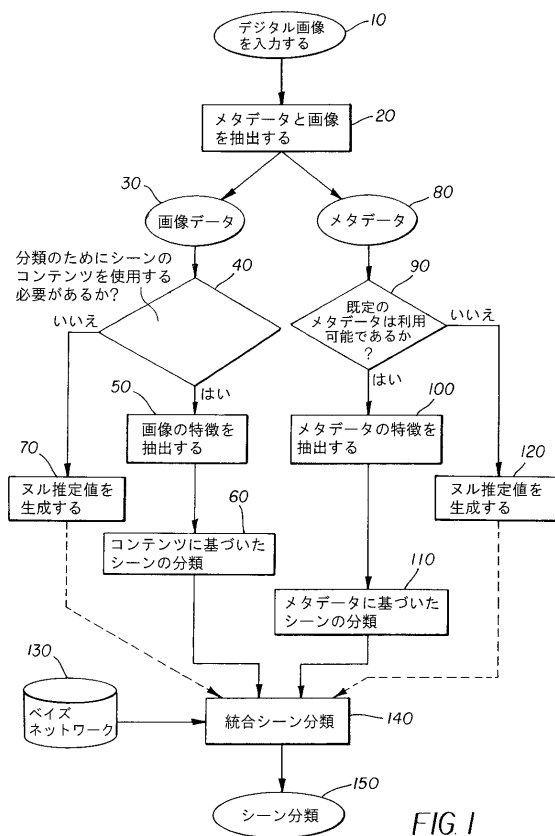 10
デジタル画像
を入力する
20
メタデータと画像
を抽出する
30
画像データ
80
メタデータ
分類のためにシーンの
コンテンツを使用する
必要があるか?
40
いいえ
はい
90
既定の
メタデータは利用
可能であるか
?
いいえ
はい
50
画像の特徴を
抽出する
100
メタデータの特徴を
抽出する
70
ヌル推定値を
生成する
120
ヌル推定値を
生成する
60
コンテンツに基づいた
シーンの分類
110
メタデータに基づいた
シーンの分類
130
ベイズ
ネットワーク
統合シーン分類
140
150
シーン分類
FIG. 1